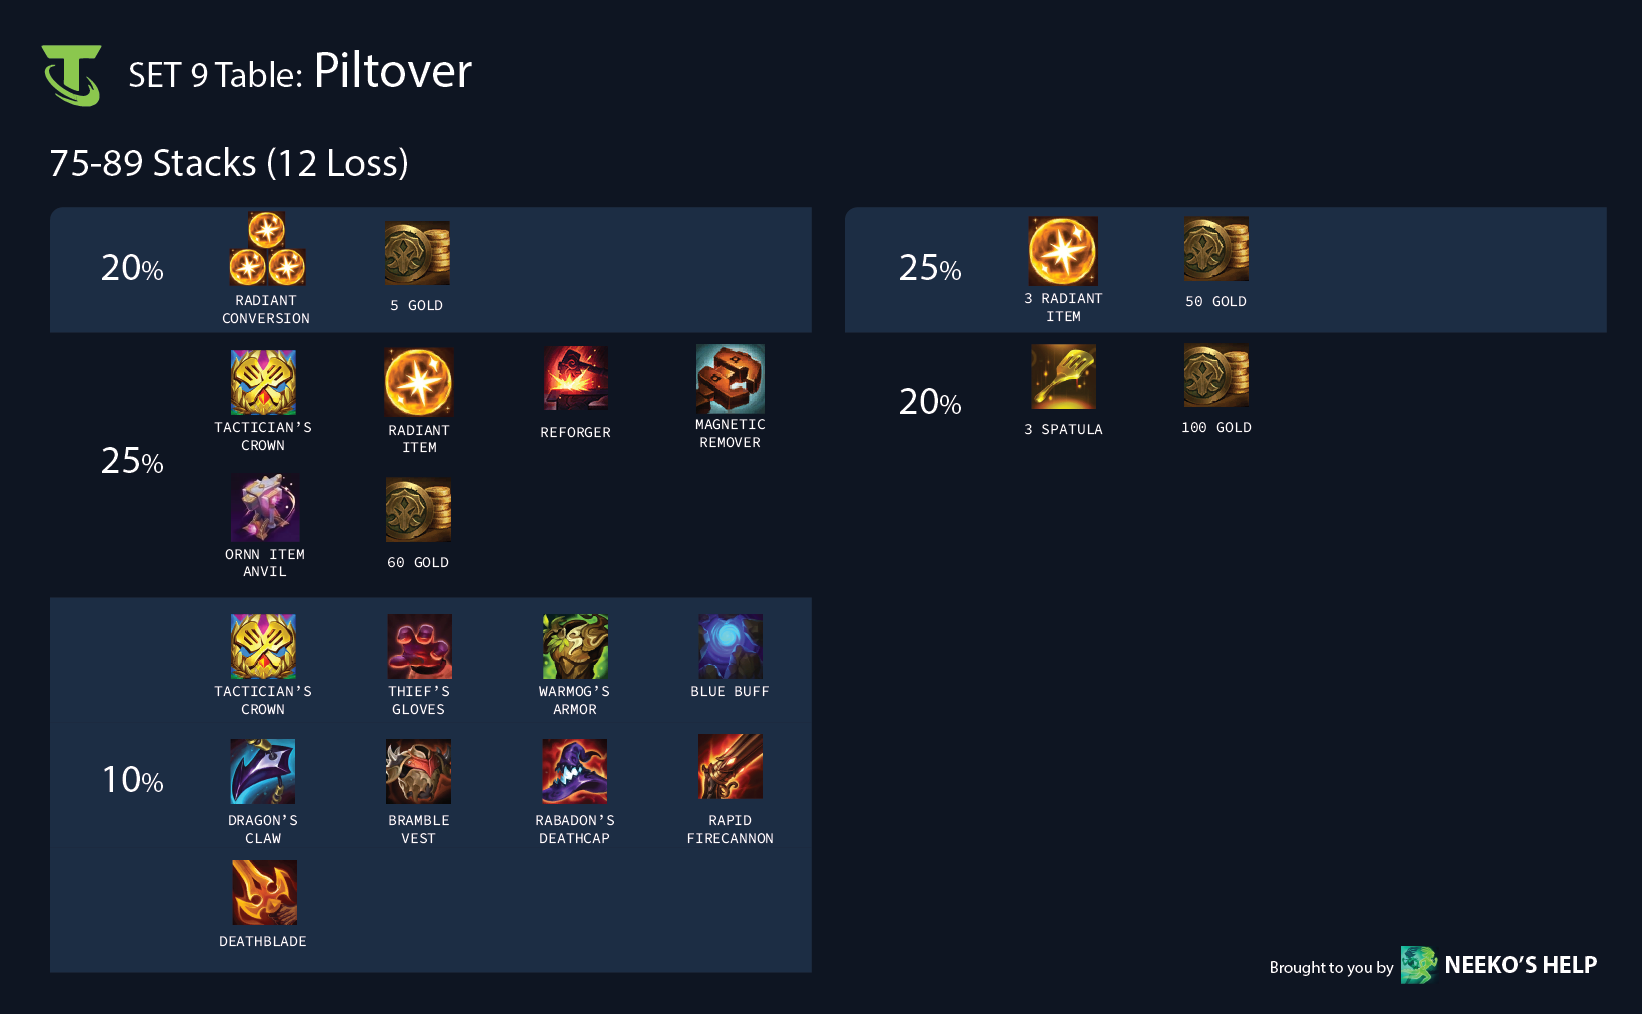 SET 9 Table: Piltover
75-89 Stacks (12 Loss)
20%
RADIANT
CONVERSION
5 GOLD
25%
TACTICIAN’S
CROWN
RADIANT
ITEM
REFORGER
MAGNETIC
REMOVER
ORNN ITEM
ANVIL
60 GOLD
10%
TACTICIAN’S
CROWN
THIEF’S
GLOVES
WARMOG’S
ARMOR
BLUE BUFF
DRAGON’S
CLAW
BRAMBLE
VEST
RABADON’S
DEATHCAP
RAPID
FIRECANNON
DEATHBLADE
25%
3 RADIANT
ITEM
50 GOLD
20%
3 SPATULA
100 GOLD
Brought to you by NEEKO’S HELP